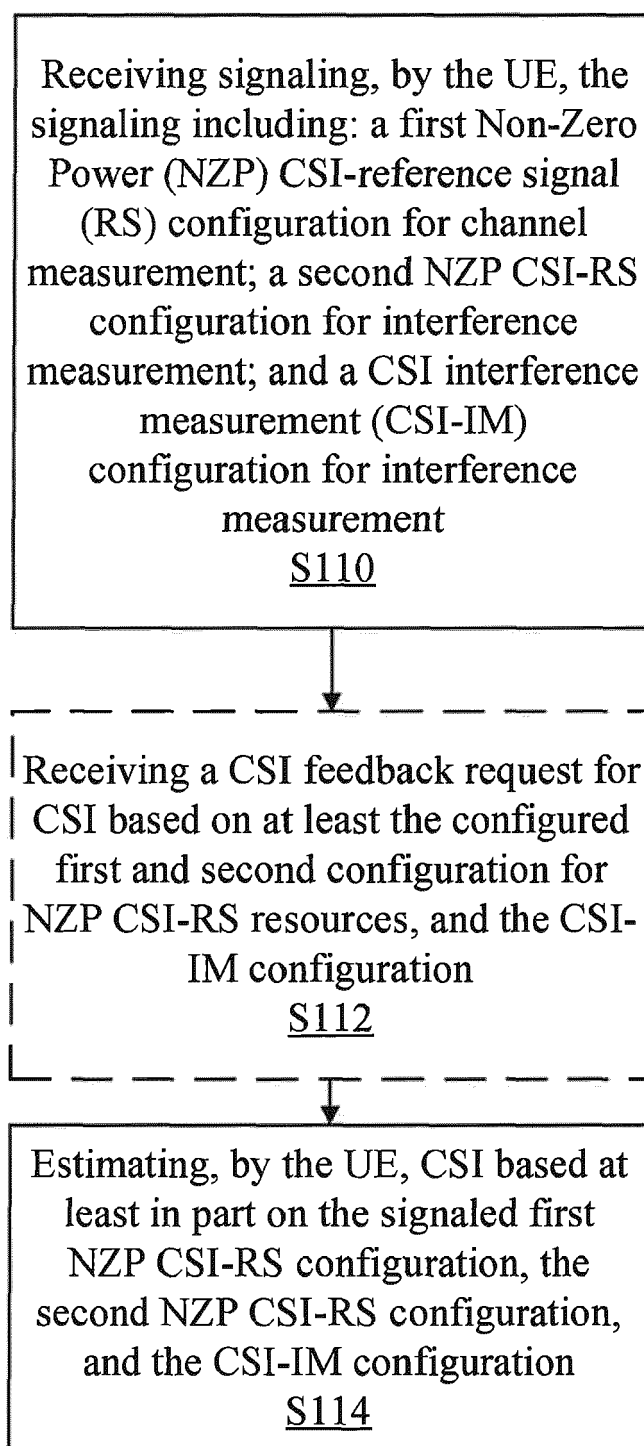 Receiving signaling, by the UE, the
signaling including: a first Non-Zero
Power (NZP) CSI-reference signal
(RS) configuration for channel
measurement; a second NZP CSI-RS
configuration for interference
measurement; and a CSI interference
measurement (CSI-IM)
configuration for interference
measurement
S110
Receiving a CSI feedback request for
CSI based on at least the configured
first and second configuration for
NZP CSI-RS resources, and the CSI-
IM configuration
S112
Estimating, by the UE, CSI based at
least in part on the signaled first
NZP CSI-RS configuration, the
second NZP CSI-RS configuration,
and the CSI-IM configuration
S114